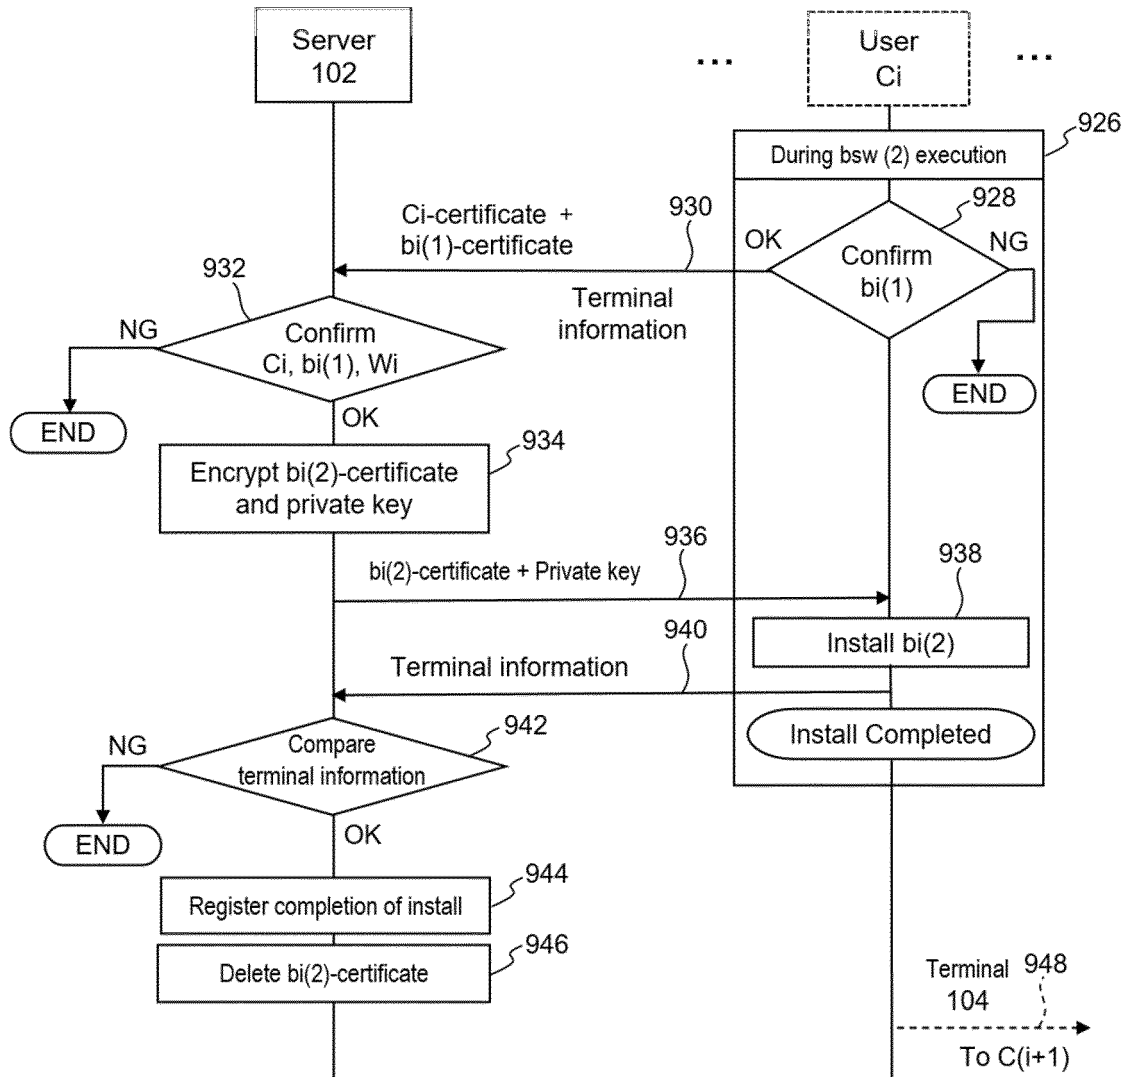 Server
102
...
User
Ci
...
926
During bsw (2) execution
928
930
Ci-certificate +
bi(1)-certificate
OK
NG
Confirm
bi(1)
932
Terminal
information
NG
Confirm
Ci, bi(1), Wi
END
END
OK
934
Encrypt bi(2)-certificate
and private key
936
bi(2)-certificate + Private key
938
Install bi(2)
940
Terminal information
942
Install Completed
NG
Compare
terminal information
END
OK
944
Register completion of install
946
Delete bi(2)-certificate
Terminal
104
948
To C(i+1)